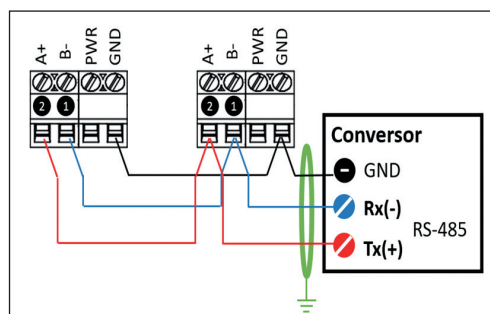 A+ B- PWR GND
A+ B- PWR GND
2 1
2 1
Conversor
GND
Rx(-)
RS-485
Tx(+)